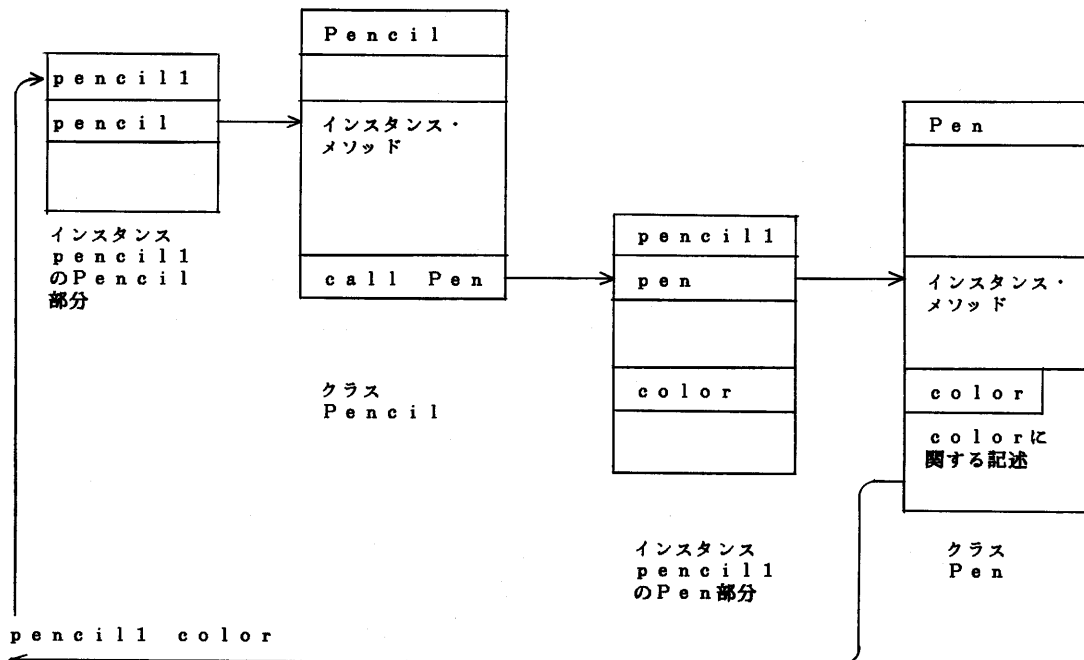 pencil1
pencil
インスタンス
pencil1
のPencil
部分
Pencil
インスタンス・
メソッド
call Pen
クラス
Pencil
pencil1
pen
color
インスタンス
pencil1
のPen部分
Pen
インスタンス・
メソッド
color
colorに
関する記述
クラス
Pen
pencil1 color